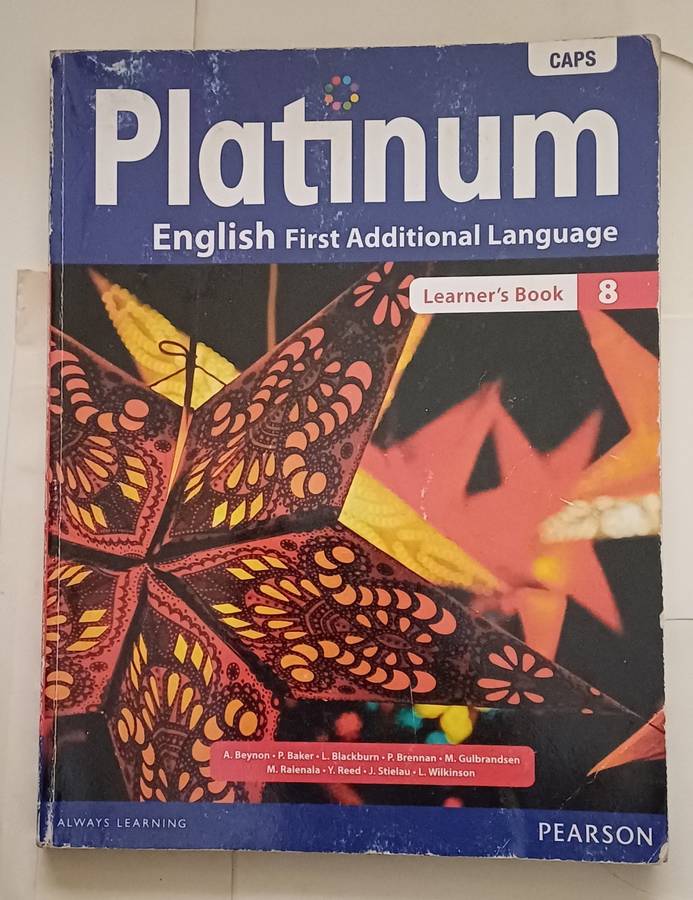 CAPS
Platinum
English First Additional Language
Learner's Book 8
A. Beynon • P. Baker • L. Blackburn • P. Brennan • M. Gulbrandsen
M. Ralenala • Y. Reed • J. Stielau • L. Wilkinson
ALWAYS LEARNING
PEARSON